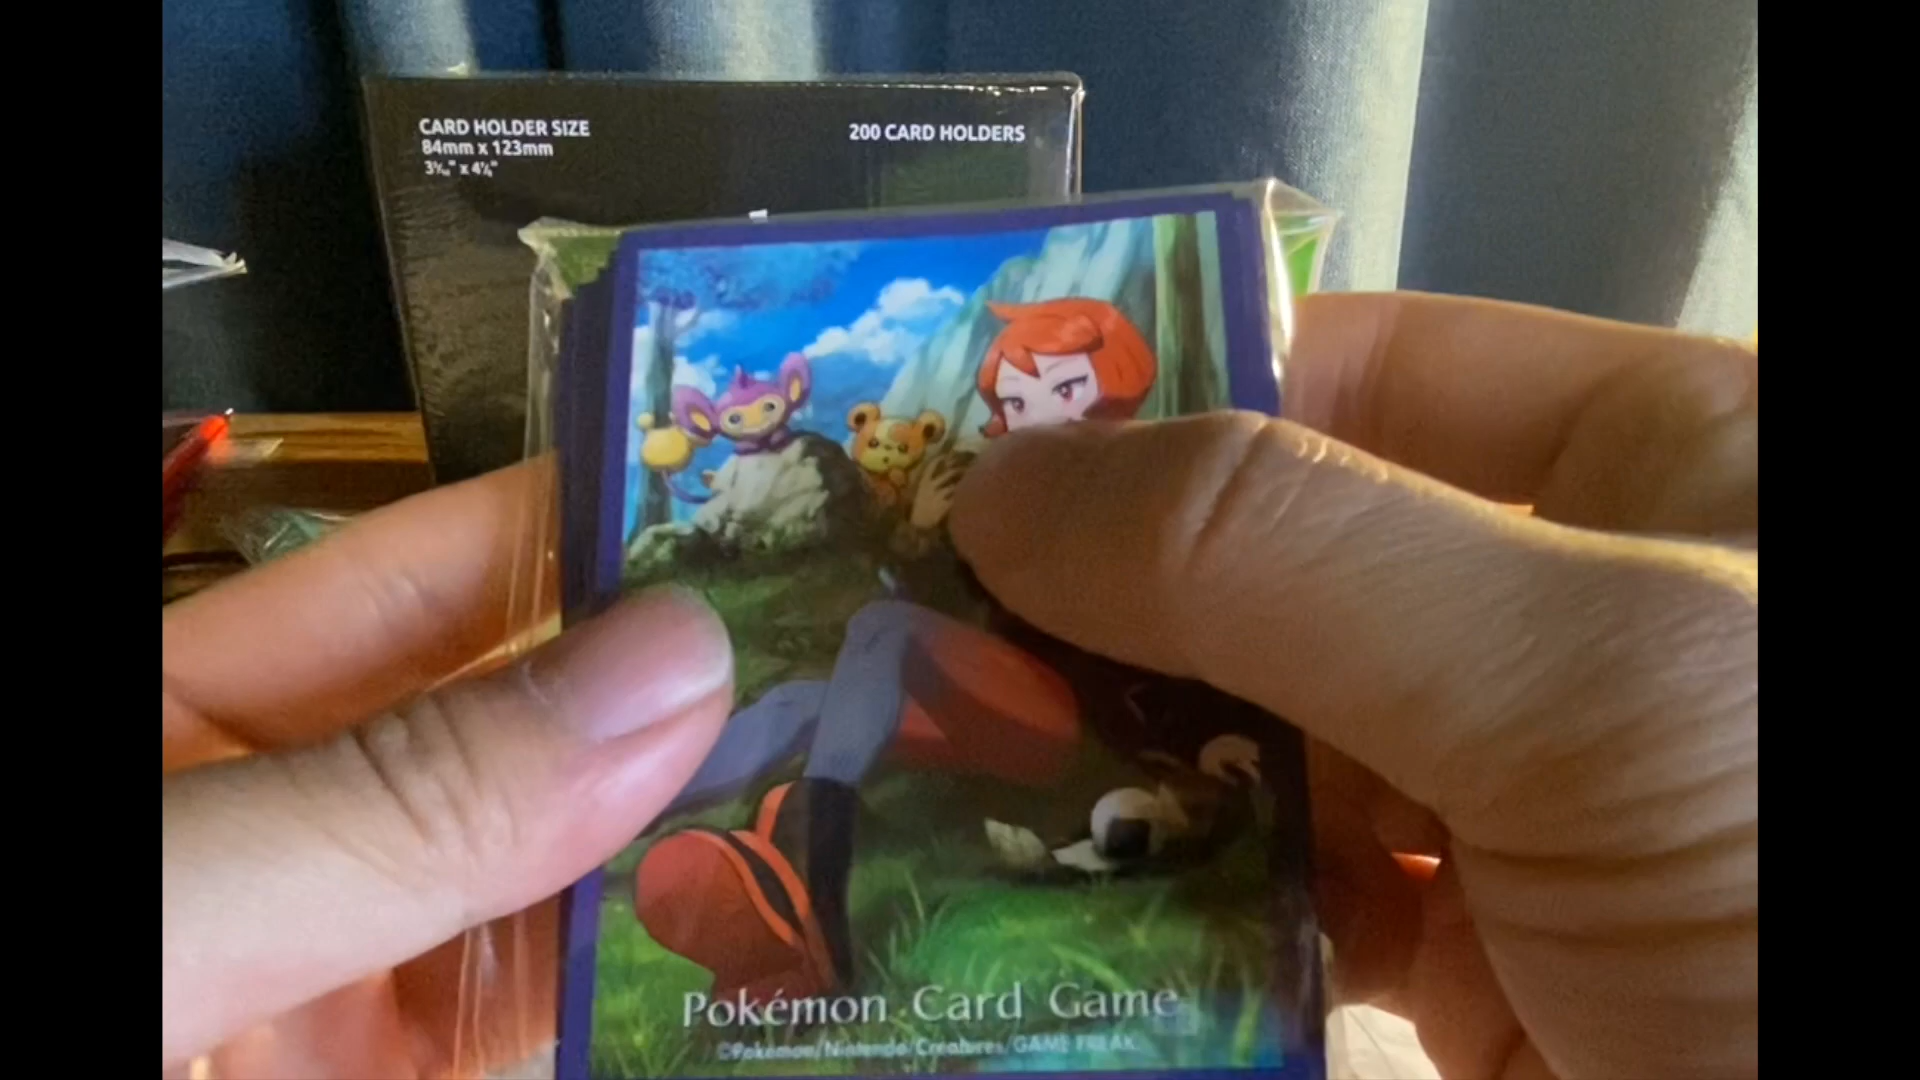 CARD HOLDER SIZE
84mm x 123mm
200 CARD HOLDERS
Pokémon Card Game
©Pokémon/Nintendo/Creatures/GAME FREAK